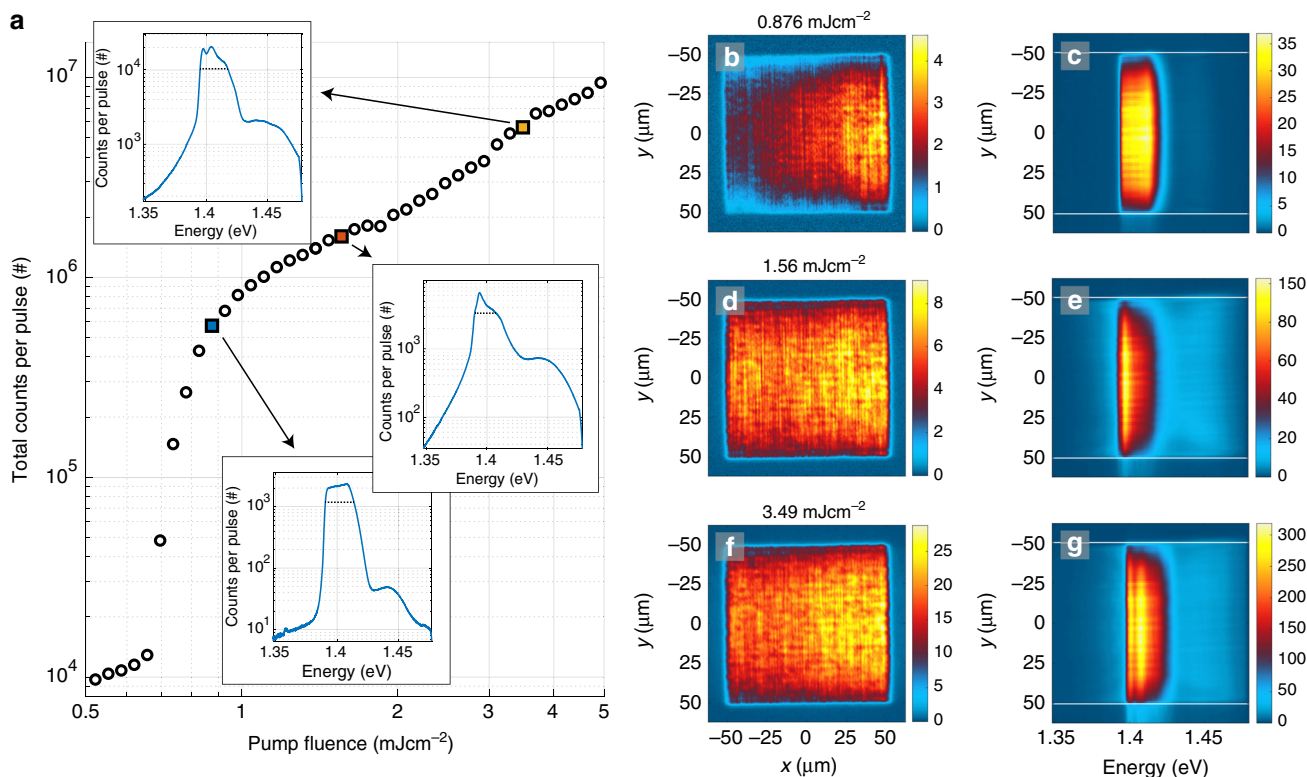 a
Total counts per pulse (#)
10⁷
10⁶
10⁵
10⁴
0.5 1 2 3 4 5
Pump fluence (mJcm⁻²)
Counts per pulse (#)
10⁴
10³
1.35 1.4 1.45
Energy (eV)
Counts per pulse (#)
10³
10²
1.35 1.4 1.45
Energy (eV)
Counts per pulse (#)
10³
10²
10¹
1.35 1.4 1.45
Energy (eV)
0.876 mJcm⁻²
b
y (μm)
−50
−25
0
25
50
4
3
2
1
0
c
y (μm)
−50
−25
0
25
50
35
30
25
20
15
10
5
0
1.56 mJcm⁻²
d
y (μm)
−50
−25
0
25
50
8
6
4
2
0
e
y (μm)
−50
−25
0
25
50
150
120
90
60
30
0
3.49 mJcm⁻²
f
y (μm)
−50
−25
0
25
50
25
20
15
10
5
0
−50 −25 0 25 50
x (μm)
g
y (μm)
−50
−25
0
25
50
300
250
200
150
100
50
0
1.35 1.4 1.45
Energy (eV)